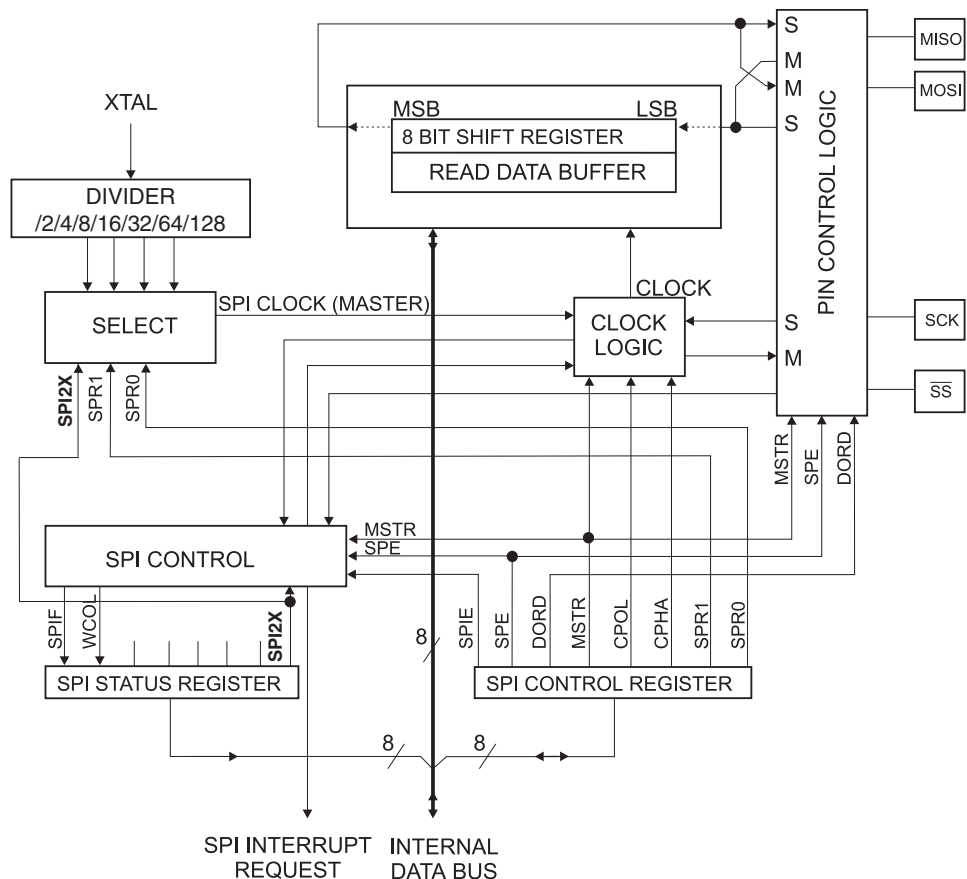 S
MISO
M
M
MOSI
XTAL
MSB
LSB
S
8 BIT SHIFT REGISTER
READ DATA BUFFER
DIVIDER
/2/4/8/16/32/64/128
PIN CONTROL LOGIC
SPI CLOCK (MASTER)
CLOCK
SELECT
CLOCK
LOGIC
S
M
SCK
SS
SPI2X
SPR1
SPR0
MSTR
SPE
DORD
MSTR
SPE
SPI CONTROL
SPIF
WCOL
SPI2X
8
SPIE
SPE
DORD
MSTR
CPOL
CPHA
SPR1
SPR0
SPI STATUS REGISTER
SPI CONTROL REGISTER
8
8
SPI INTERRUPT
REQUEST
INTERNAL
DATA BUS